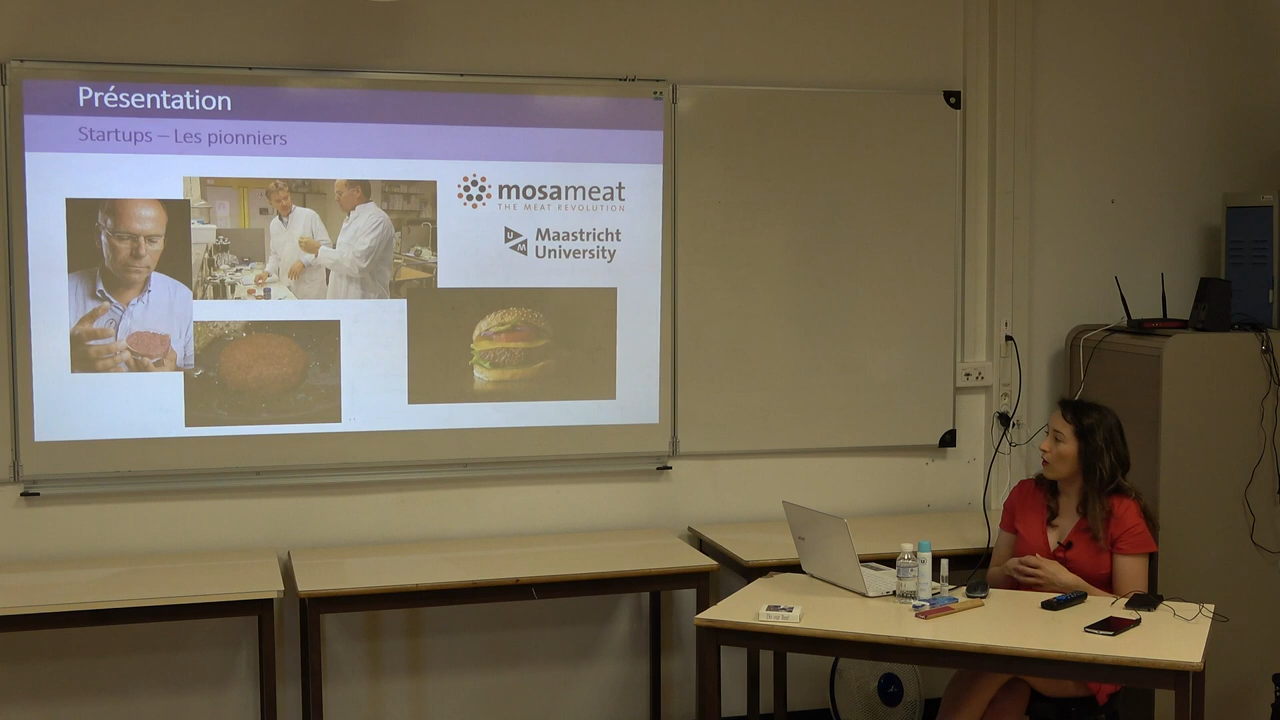 Présentation
Startups – Les pionniers
mosameat
THE MEAT REVOLUTION
UM
Maastricht
University